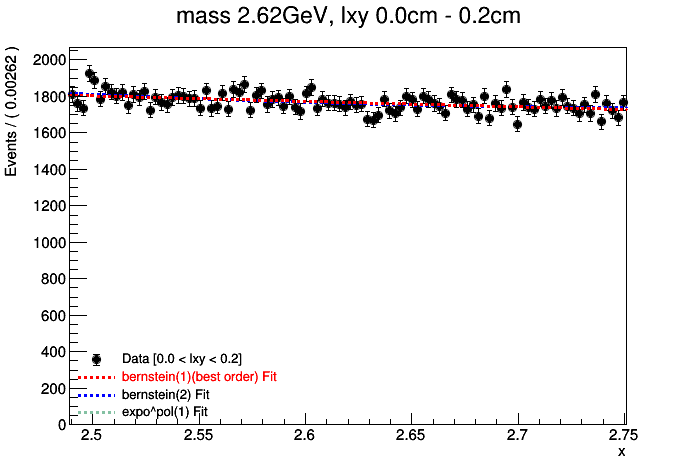 mass 2.62GeV, lxy 0.0cm - 0.2cm
Events / ( 0.00262 )
2000
1800
1600
1400
1200
1000
800
600
400
200
0
Data [0.0 < lxy < 0.2]
bernstein(1)(best order) Fit
bernstein(2) Fit
expo^pol(1) Fit
2.5 2.55 2.6 2.65 2.7 2.75
x